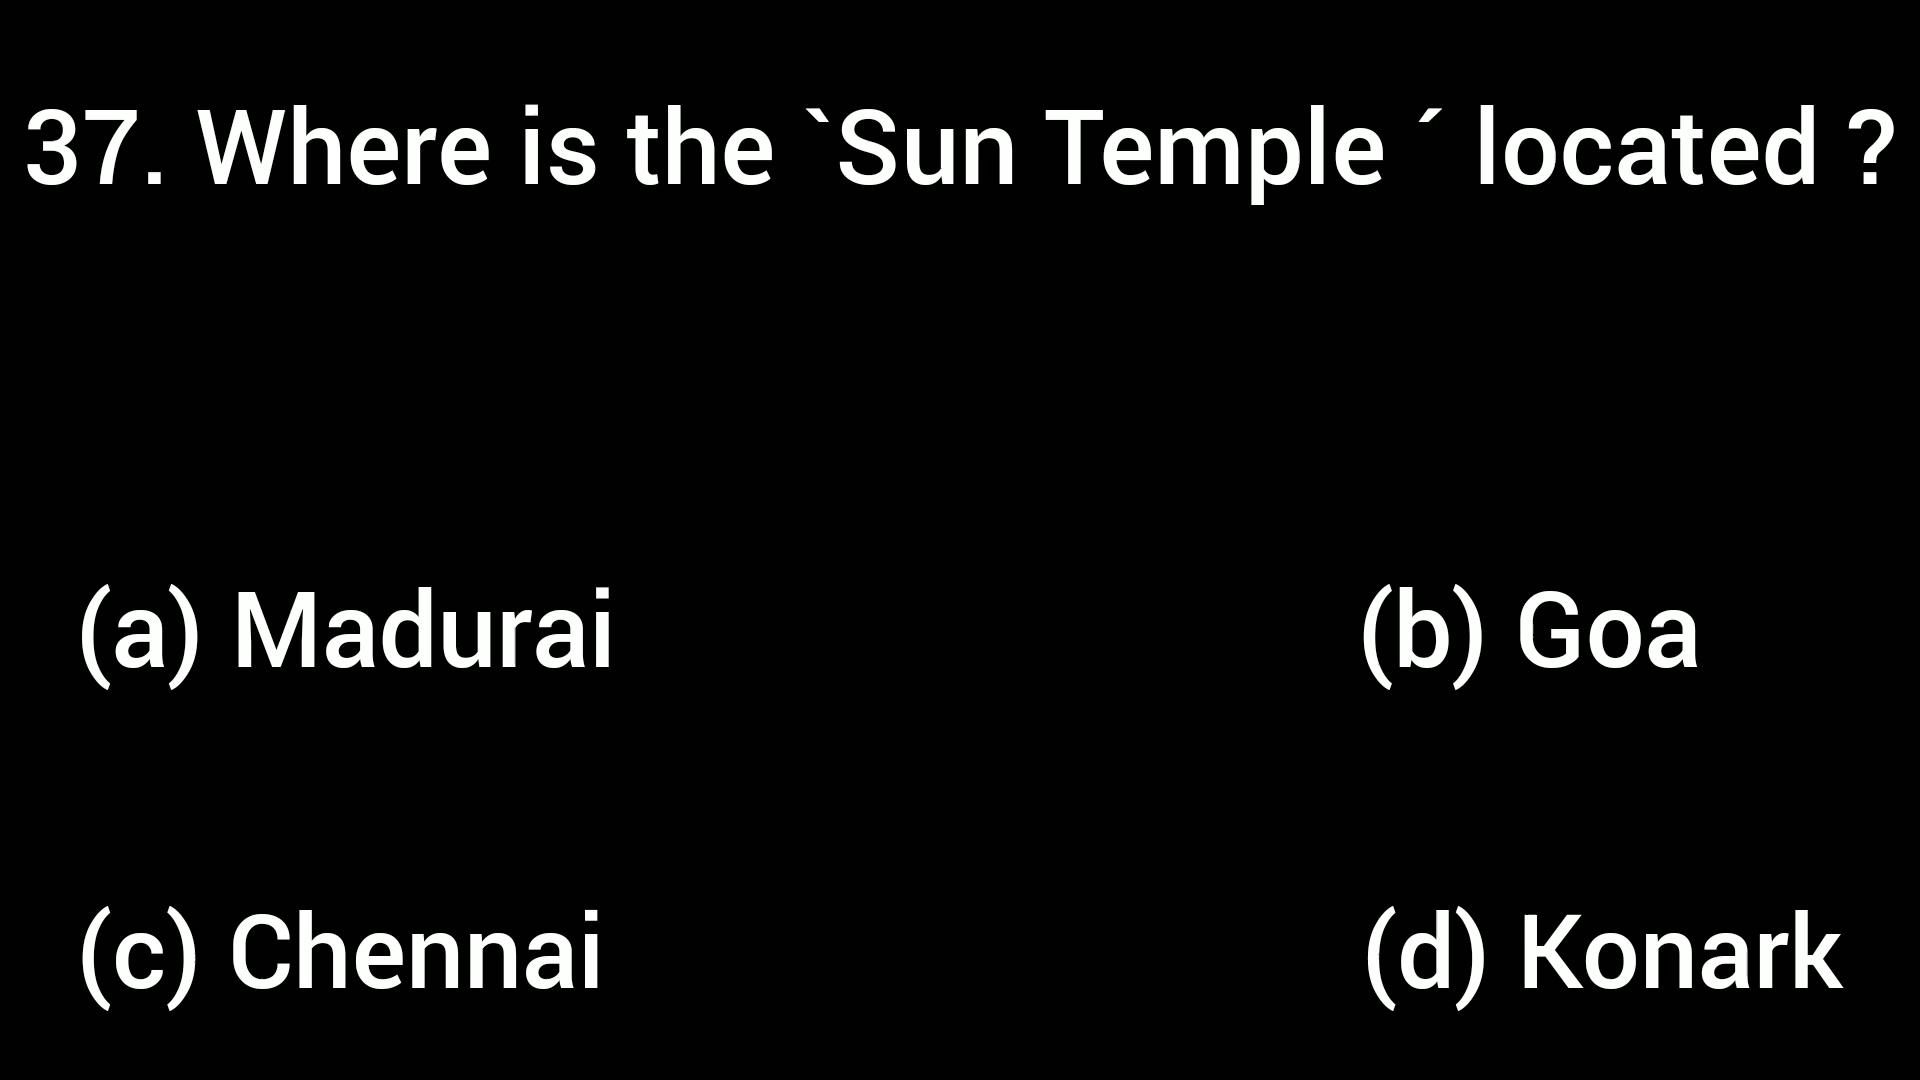 37. Where is the `Sun Temple ´ located ?
(a) Madurai
(b) Goa
(c) Chennai
(d) Konark